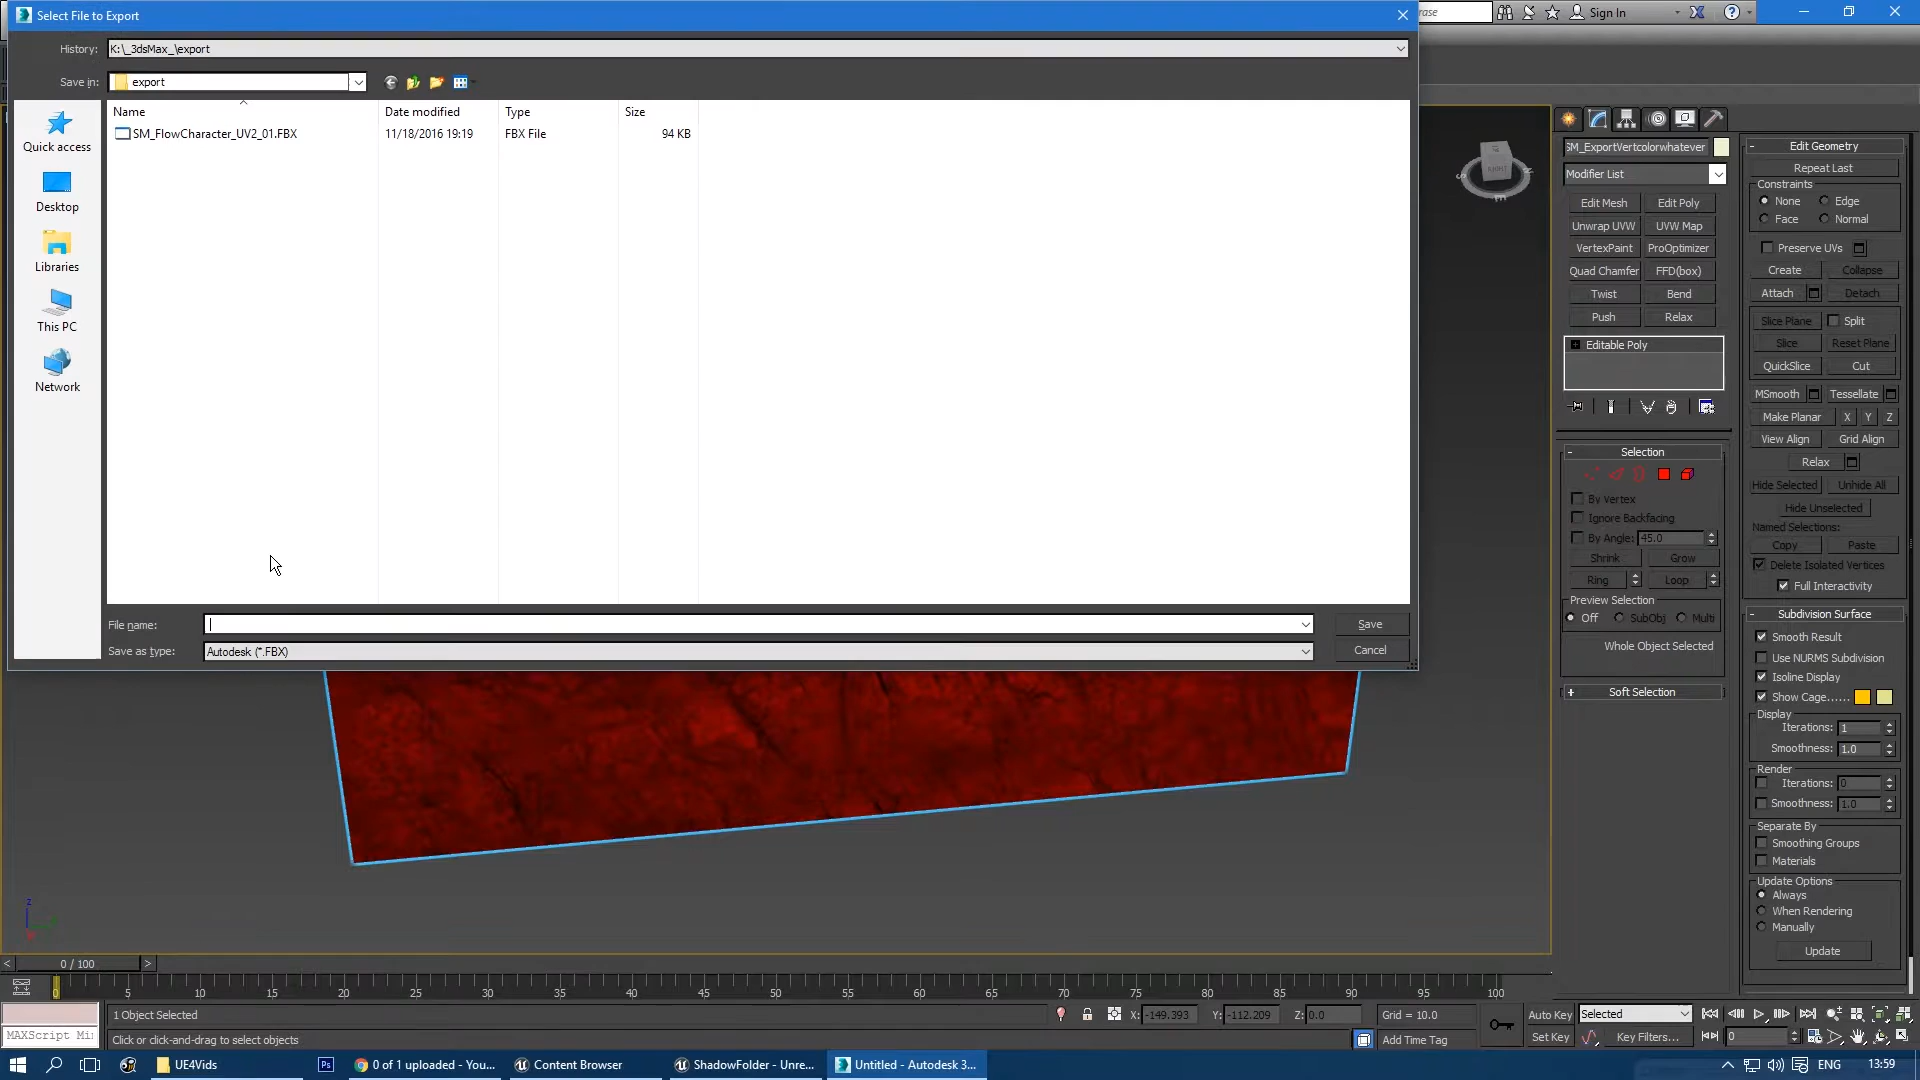 Select File to Export
rase
Sign In
History: K:\_3dsMax_\export
Save in: export
Name Date modified Type Size
SM_FlowCharacter_UV2_01.FBX 11/18/2016 19:19 FBX File 94 KB
Quick access
Desktop
Libraries
This PC
Network
File name:
Save
Save as type: Autodesk (*.FBX)
Cancel
SM_ExportVertcolorwhatever
Modifier List
Edit Mesh Edit Poly
Unwrap UVW UVW Map
VertexPaint ProOptimizer
Quad Chamfer FFD(box)
Twist Bend
Push Relax
Editable Poly
Selection
By Vertex
Ignore Backfacing
By Angle: 45.0
Shrink Grow
Ring Loop
Preview Selection
Off SubObj Multi
Whole Object Selected
Soft Selection
Edit Geometry
Repeat Last
Constraints
None Edge
Face Normal
Preserve UVs
Create Collapse
Attach Detach
Slice Plane Split
Slice Reset Plane
QuickSlice Cut
MSmooth Tessellate
Make Planar X Y Z
View Align Grid Align
Relax
Hide Selected Unhide All
Hide Unselected
Named Selections:
Copy Paste
Delete Isolated Vertices
Full Interactivity
Subdivision Surface
Smooth Result
Use NURMS Subdivision
Isoline Display
Show Cage......
Display
Iterations: 1
Smoothness: 1.0
Render
Iterations: 0
Smoothness: 1.0
Separate By
Smoothing Groups
Materials
Update Options
Always
When Rendering
Manually
Update
z
0 / 100
0 5 10 15 20 25 30 35 40 45 50 55 60 65 70 75 80 85 90 95 100
1 Object Selected X: -149.393 Y: -112.209 Z: 0.0 Grid = 10.0 Auto Key Selected
MAXScript Mi Click or click-and-drag to select objects Add Time Tag Set Key Key Filters... 0
UE4Vids Ps 0 of 1 uploaded - You... Content Browser ShadowFolder - Unre... Untitled - Autodesk 3... ENG 13:59